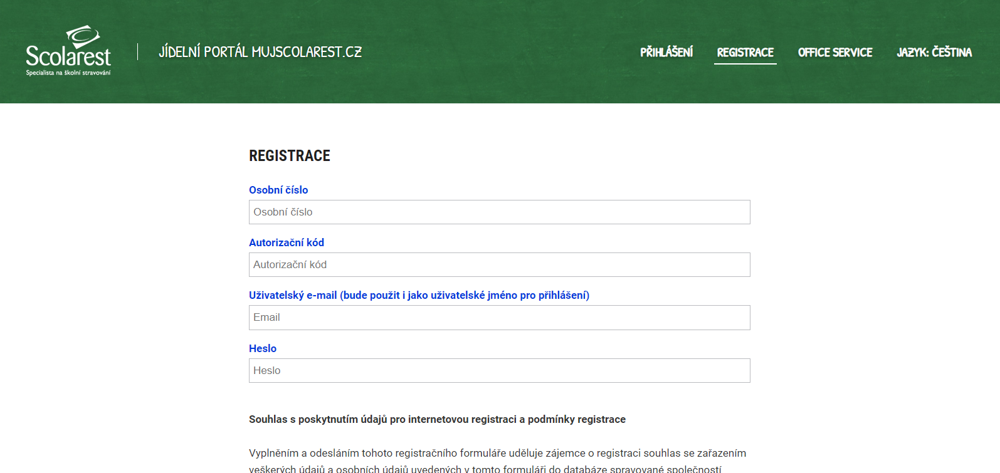 Scolarest
Specialista na školní stravování
JÍDELNÍ PORTÁL MUJSCOLAREST.CZ
PŘIHLÁŠENÍ
REGISTRACE
OFFICE SERVICE
JAZYK: ČEŠTINA
REGISTRACE
Osobní číslo
Osobní číslo
Autorizační kód
Autorizační kód
Uživatelský e-mail (bude použit i jako uživatelské jméno pro přihlášení)
Email
Heslo
Heslo
Souhlas s poskytnutím údajů pro internetovou registraci a podmínky registrace
Vyplněním a odesláním tohoto registračního formuláře uděluje zájemce o registraci souhlas se zařazením
veškerých údajů a osobních údajů uvedených v tomto formuláři do databáze spravované společností